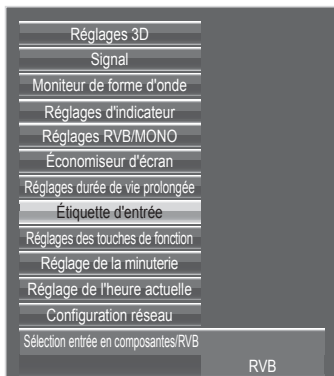 Réglages 3D
Signal
Moniteur de forme d'onde
Réglages d'indicateur
Réglages RVB/MONO
Économiseur d'écran
Réglages durée de vie prolongée
Étiquette d'entrée
Réglages des touches de fonction
Réglage de la minuterie
Réglage de l'heure actuelle
Configuration réseau
Sélection entrée en composantes/RVB
RVB